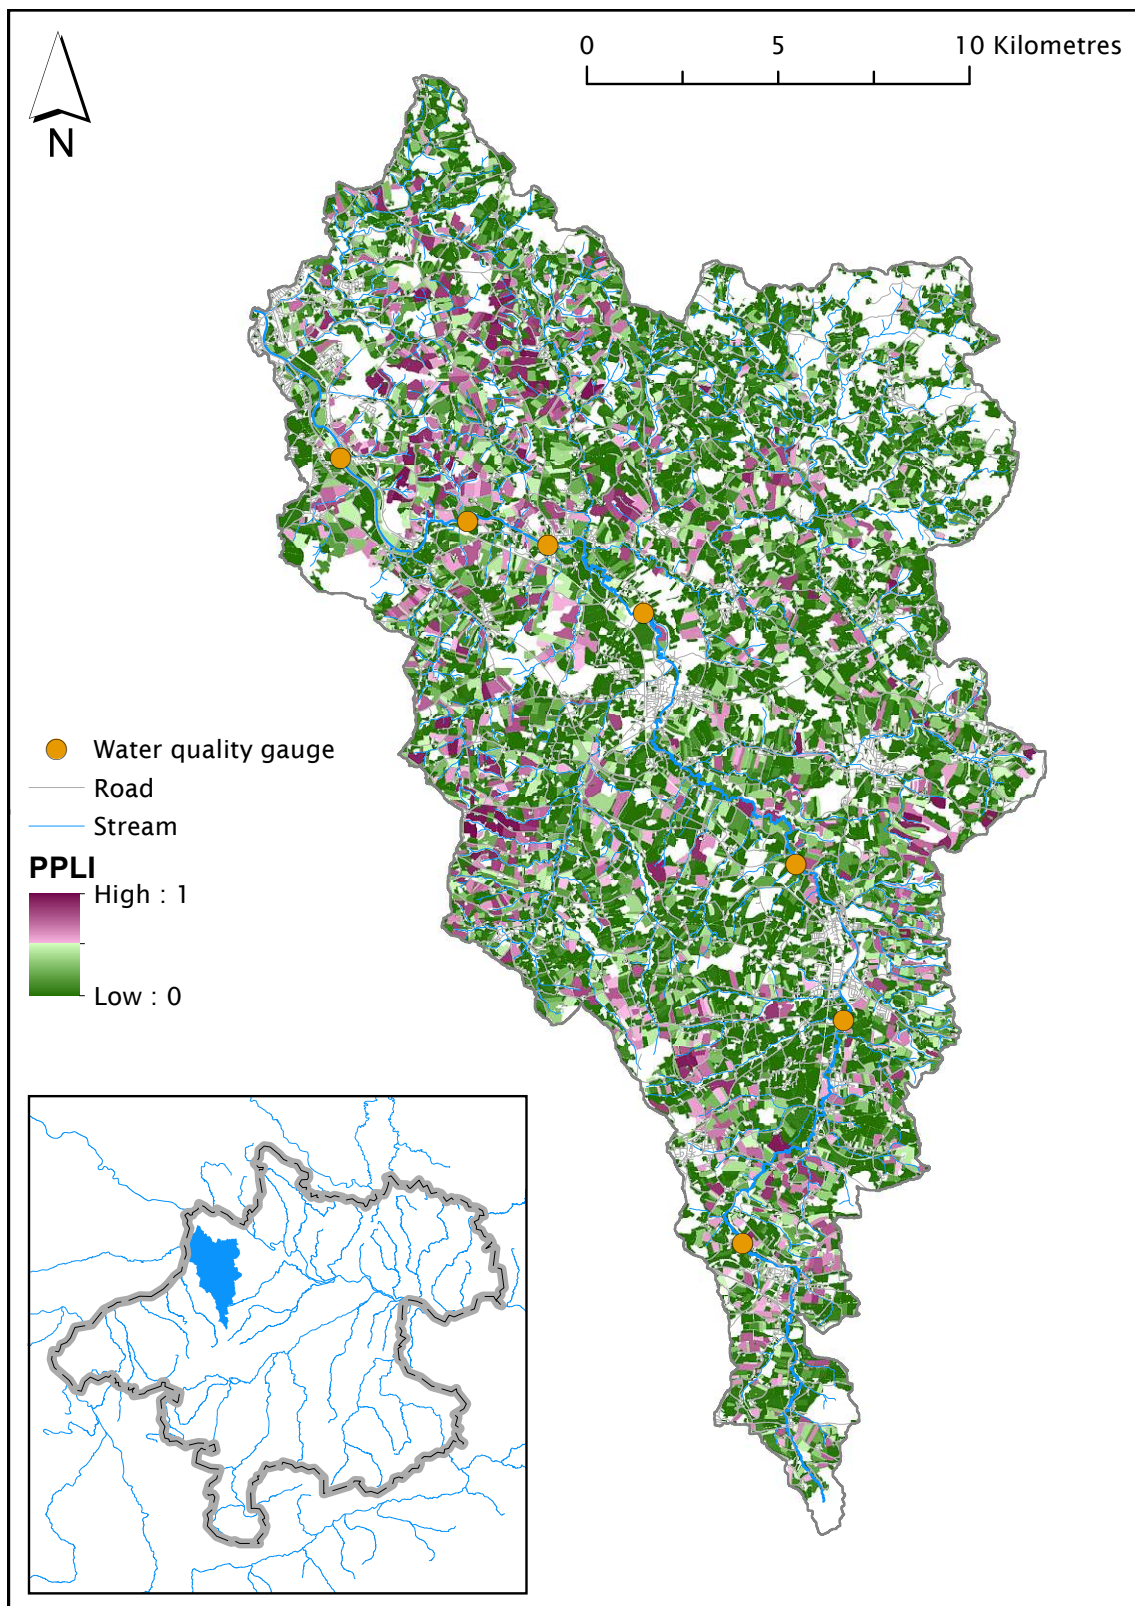 0 5 10 Kilometres
N
Water quality gauge
Road
Stream
PPLI
High : 1
Low : 0